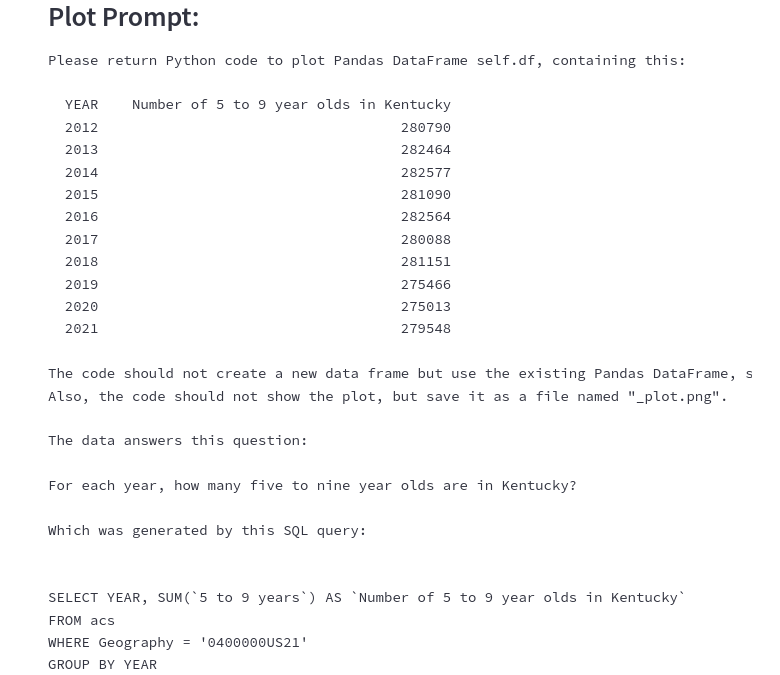 Plot Prompt:
Please return Python code to plot Pandas DataFrame self.df, containing this:
YEAR    Number of 5 to 9 year olds in Kentucky
2012                                    280790
2013                                    282464
2014                                    282577
2015                                    281090
2016                                    282564
2017                                    280088
2018                                    281151
2019                                    275466
2020                                    275013
2021                                    279548
The code should not create a new data frame but use the existing Pandas DataFrame, s
Also, the code should not show the plot, but save it as a file named "_plot.png".
The data answers this question:
For each year, how many five to nine year olds are in Kentucky?
Which was generated by this SQL query:
SELECT YEAR, SUM(`5 to 9 years`) AS `Number of 5 to 9 year olds in Kentucky`
FROM acs
WHERE Geography = '0400000US21'
GROUP BY YEAR